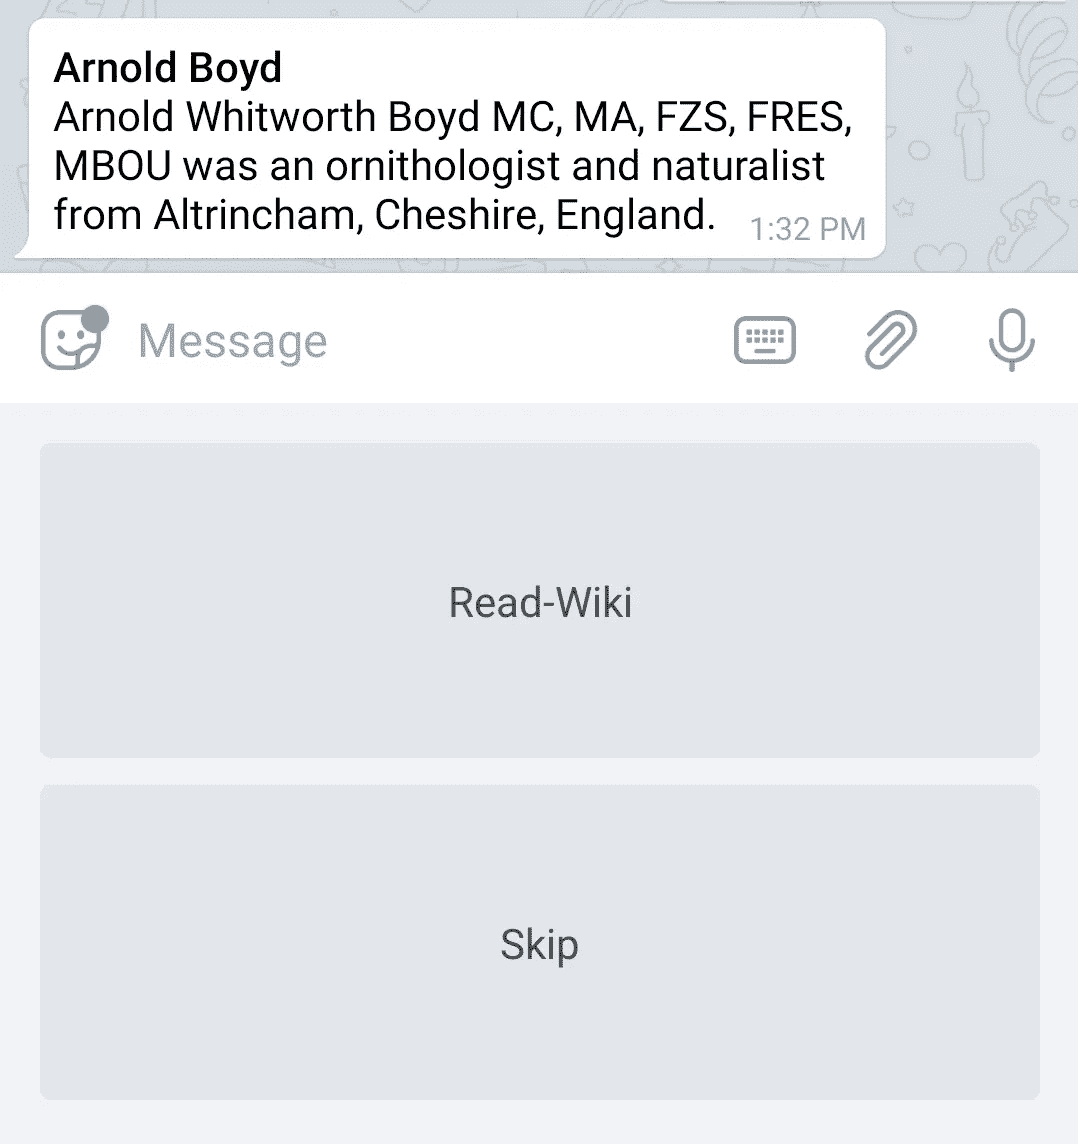 Arnold Boyd
Arnold Whitworth Boyd MC, MA, FZS, FRES,
MBOU was an ornithologist and naturalist
from Altrincham, Cheshire, England. 1:32 PM
Message
Read-Wiki
Skip